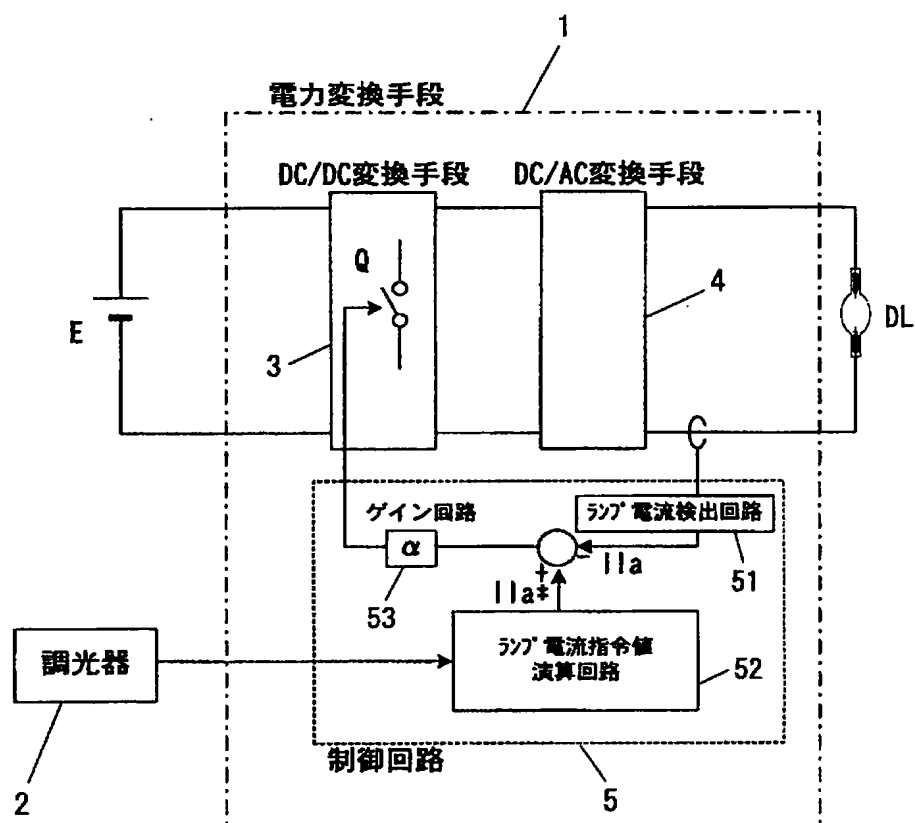 1
電力変換手段
DC/DC変換手段
DC/AC変換手段
Q
E
3
4
DL
ゲイン回路
ランプ電流検出回路
α
53
+
-
Ila
Ila*
51
調光器
ランプ電流指令値
演算回路
52
制御回路
2
5